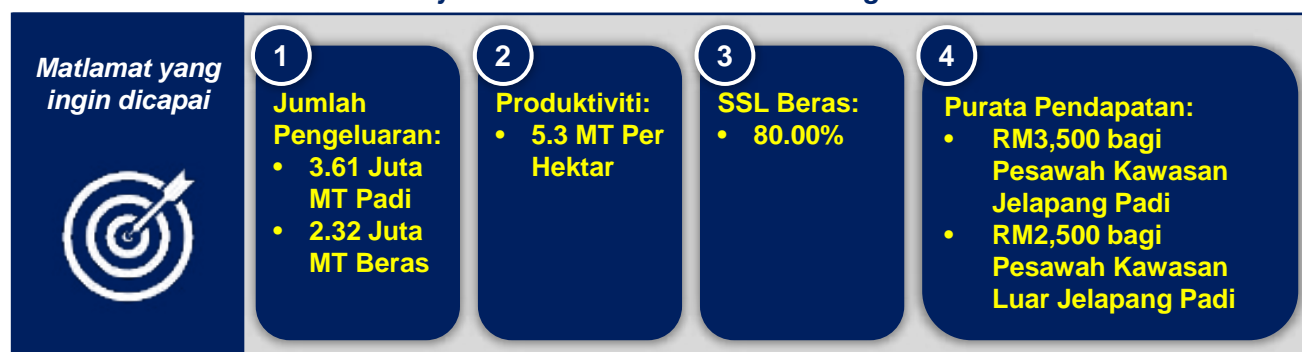 Matlamat yang
ingin dicapai
1
Jumlah
Pengeluaran:
• 3.61 Juta
MT Padi
• 2.32 Juta
MT Beras
2
Produktiviti:
• 5.3 MT Per
Hektar
3
SSL Beras:
• 80.00%
4
Purata Pendapatan:
• RM3,500 bagi
Pesawah Kawasan
Jelapang Padi
• RM2,500 bagi
Pesawah Kawasan
Luar Jelapang Padi